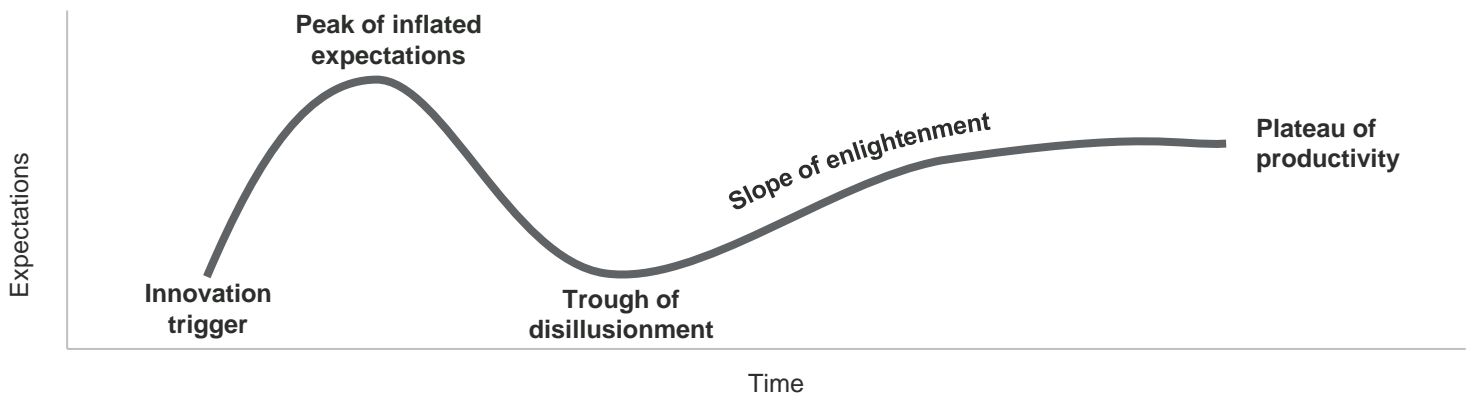 Peak of inflated
expectations
Slope of enlightenment
Plateau of
productivity
Expectations
Innovation
trigger
Trough of
disillusionment
Time